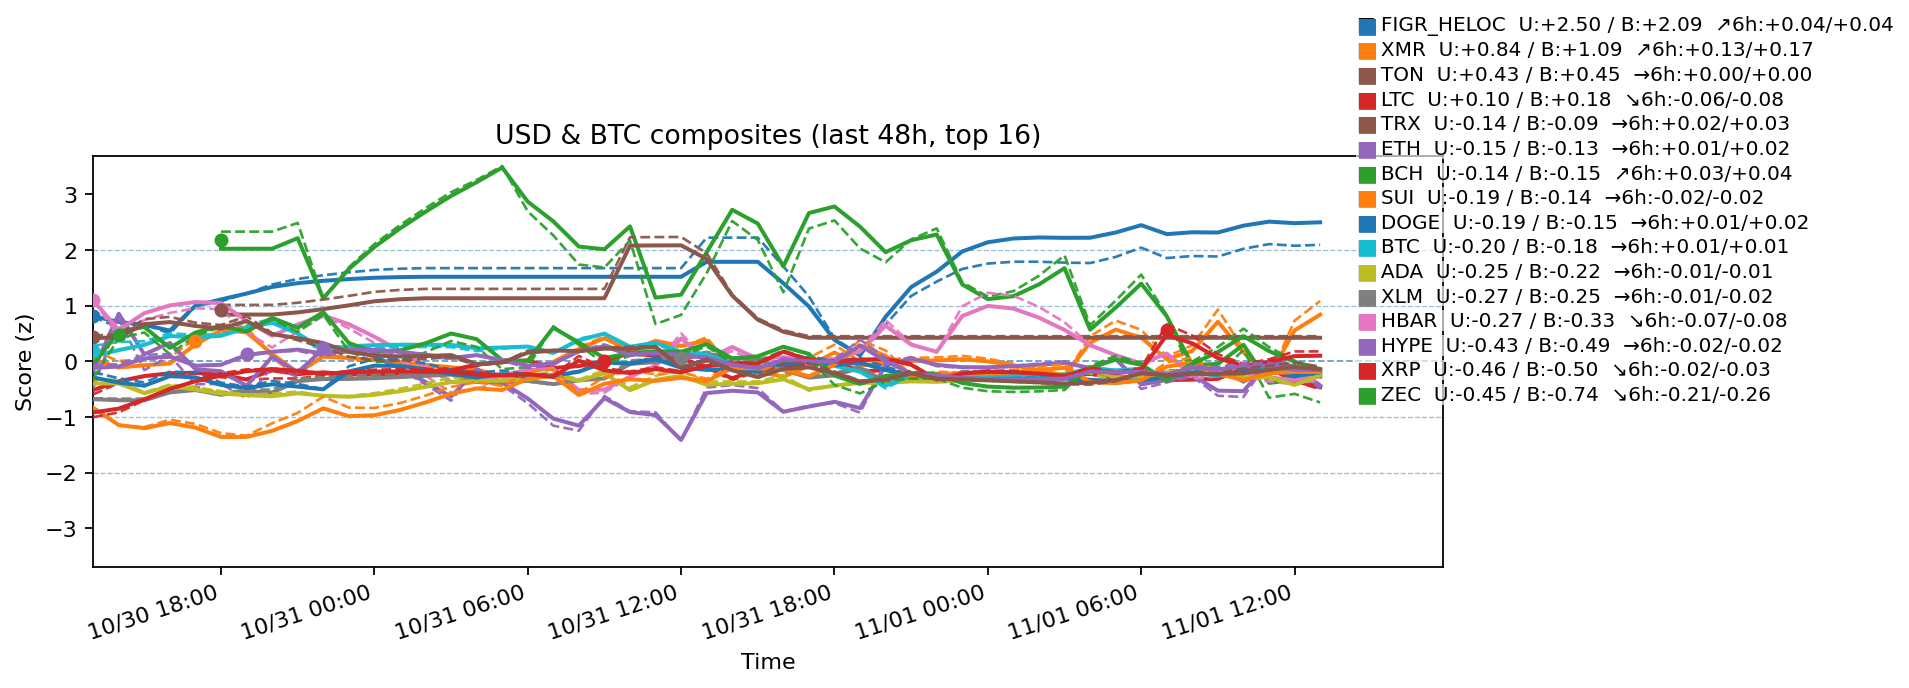 FIGR_HELOC U:+2.50 / B:+2.09 ↗6h:+0.04/+0.04
XMR U:+0.84 / B:+1.09 ↗6h:+0.13/+0.17
TON U:+0.43 / B:+0.45 →6h:+0.00/+0.00
LTC U:+0.10 / B:+0.18 ↘6h:-0.06/-0.08
TRX U:-0.14 / B:-0.09 →6h:+0.02/+0.03
ETH U:-0.15 / B:-0.13 →6h:+0.01/+0.02
BCH U:-0.14 / B:-0.15 ↗6h:+0.03/+0.04
SUI U:-0.19 / B:-0.14 →6h:-0.02/-0.02
DOGE U:-0.19 / B:-0.15 →6h:+0.01/+0.02
BTC U:-0.20 / B:-0.18 →6h:+0.01/+0.01
ADA U:-0.25 / B:-0.22 →6h:-0.01/-0.01
XLM U:-0.27 / B:-0.25 →6h:-0.01/-0.02
HBAR U:-0.27 / B:-0.33 ↘6h:-0.07/-0.08
HYPE U:-0.43 / B:-0.49 →6h:-0.02/-0.02
XRP U:-0.46 / B:-0.50 ↘6h:-0.02/-0.03
ZEC U:-0.45 / B:-0.74 ↘6h:-0.21/-0.26
USD & BTC composites (last 48h, top 16)
Score (z)
3
2
1
0
−1
−2
−3
10/30 18:00
10/31 00:00
10/31 06:00
10/31 12:00
10/31 18:00
11/01 00:00
11/01 06:00
11/01 12:00
Time